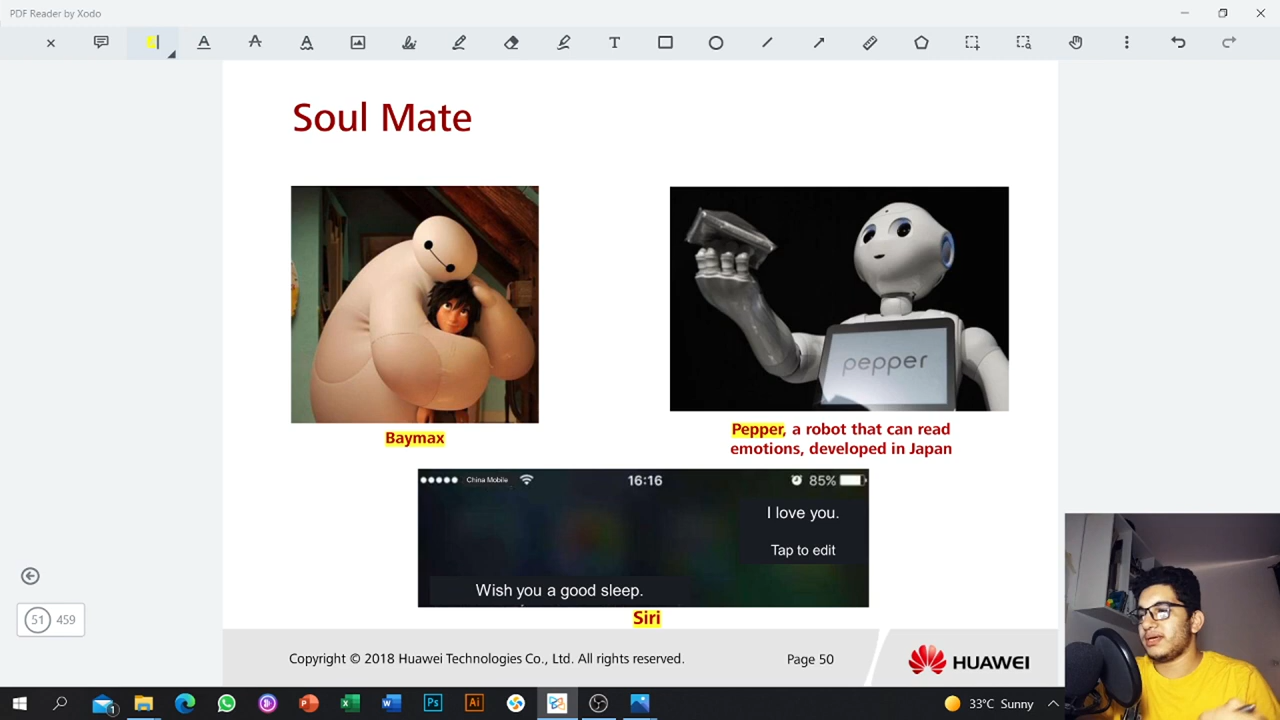 PDF Reader by Xodo
Soul Mate
pepper
Baymax
Pepper, a robot that can read
emotions, developed in Japan
China Mobile
16:16
85%
I love you.
Tap to edit
Wish you a good sleep.
Siri
51 459
Copyright © 2018 Huawei Technologies Co., Ltd. All rights reserved.
Page 50
HUAWEI
33°C Sunny